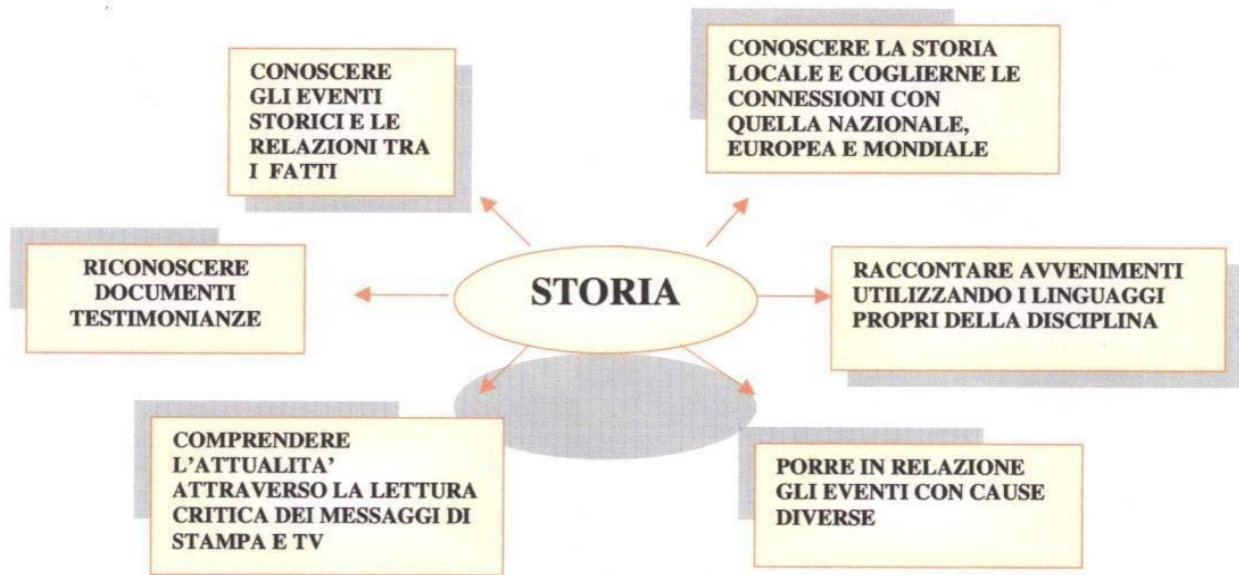 CONOSCERE
GLI EVENTI
STORICI E LE
RELAZIONI TRA
I FATTI
CONOSCERE LA STORIA
LOCALE E COGLIERNE LE
CONNESSIONI CON
QUELLA NAZIONALE,
EUROPEA E MONDIALE
RICONOSCERE
DOCUMENTI
TESTIMONIANZE
STORIA
RACCONTARE AVVENIMENTI
UTILIZZANDO I LINGUAGGI
PROPRI DELLA DISCIPLINA
COMPRENDERE
L’ATTUALITA’
ATTRAVERSO LA LETTURA
CRITICA DEI MESSAGGI DI
STAMPA E TV
PORRE IN RELAZIONE
GLI EVENTI CON CAUSE
DIVERSE